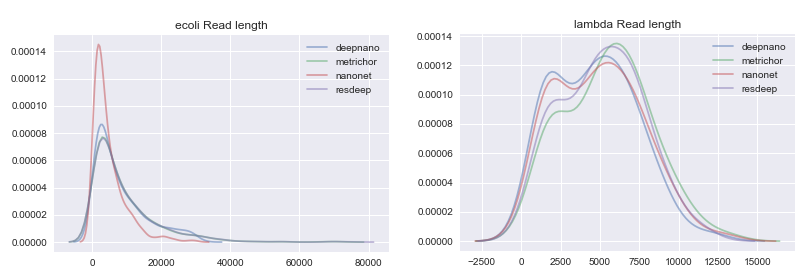 ecoli Read length
0.00014
0.00012
0.00010
0.00008
0.00006
0.00004
0.00002
0.00000
0 20000 40000 60000 80000
deepnano
metrichor
nanonet
resdeep
lambda Read length
0.00014
0.00012
0.00010
0.00008
0.00006
0.00004
0.00002
0.00000
−2500 0 2500 5000 7500 10000 12500 15000
deepnano
metrichor
nanonet
resdeep